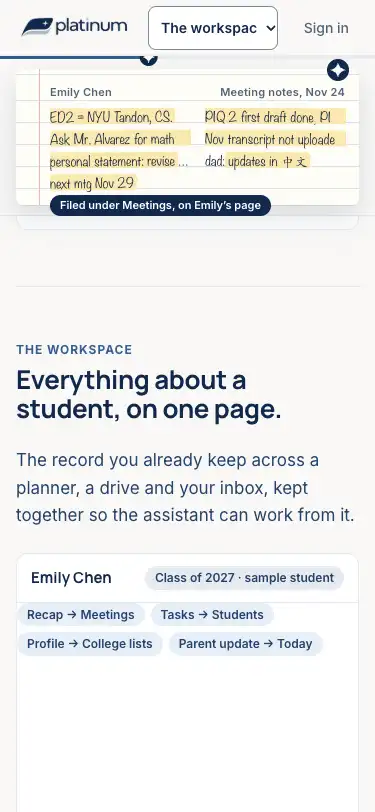 platinum
The workspac
Sign in
Emily Chen
Meeting notes, Nov 24
ED2 = NYU Tandon, CS.
Ask Mr. Alvarez for math
personal statement: revise ...
next mtg Nov 29
PIQ 2 first draft done, PI
Nov transcript not uploade
dad: updates in 中文
Filed under Meetings, on Emily's page
THE WORKSPACE
Everything about a
student, on one page.
The record you already keep across a
planner, a drive and your inbox, kept
together so the assistant can work from it.
Emily Chen
Class of 2027 · sample student
Recap → Meetings
Tasks → Students
Profile → College lists
Parent update → Today